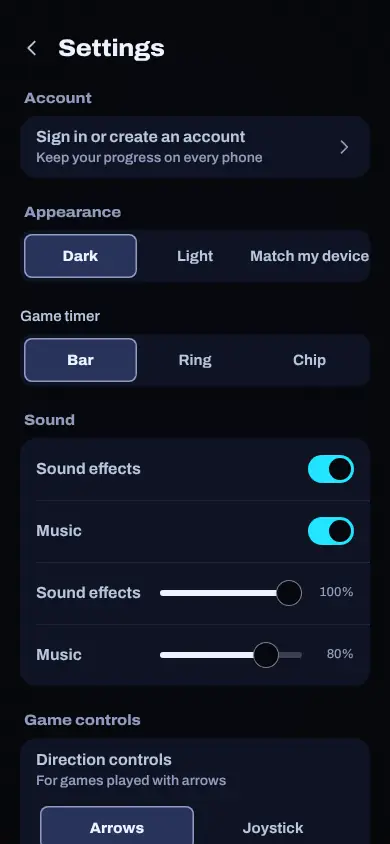 Settings
Account
Sign in or create an account
Keep your progress on every phone
Appearance
Dark
Light
Match my device
Game timer
Bar
Ring
Chip
Sound
Sound effects
Music
Sound effects
100%
Music
80%
Game controls
Direction controls
For games played with arrows
Arrows
Joystick